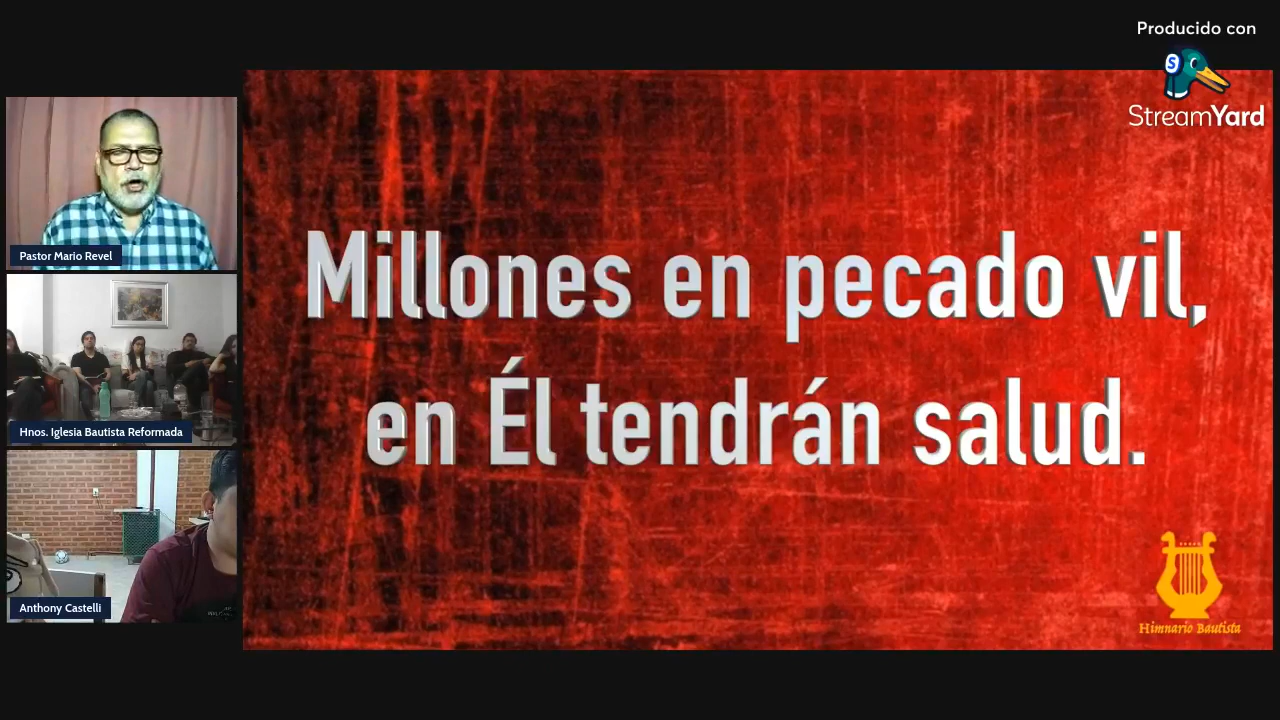 Producido con
S
StreamYard
Pastor Mario Revel
Hnos. Iglesia Bautista Reformada
Anthony Castelli
Millones en pecado vil,
en Él tendrán salud.
Himnario Bautista